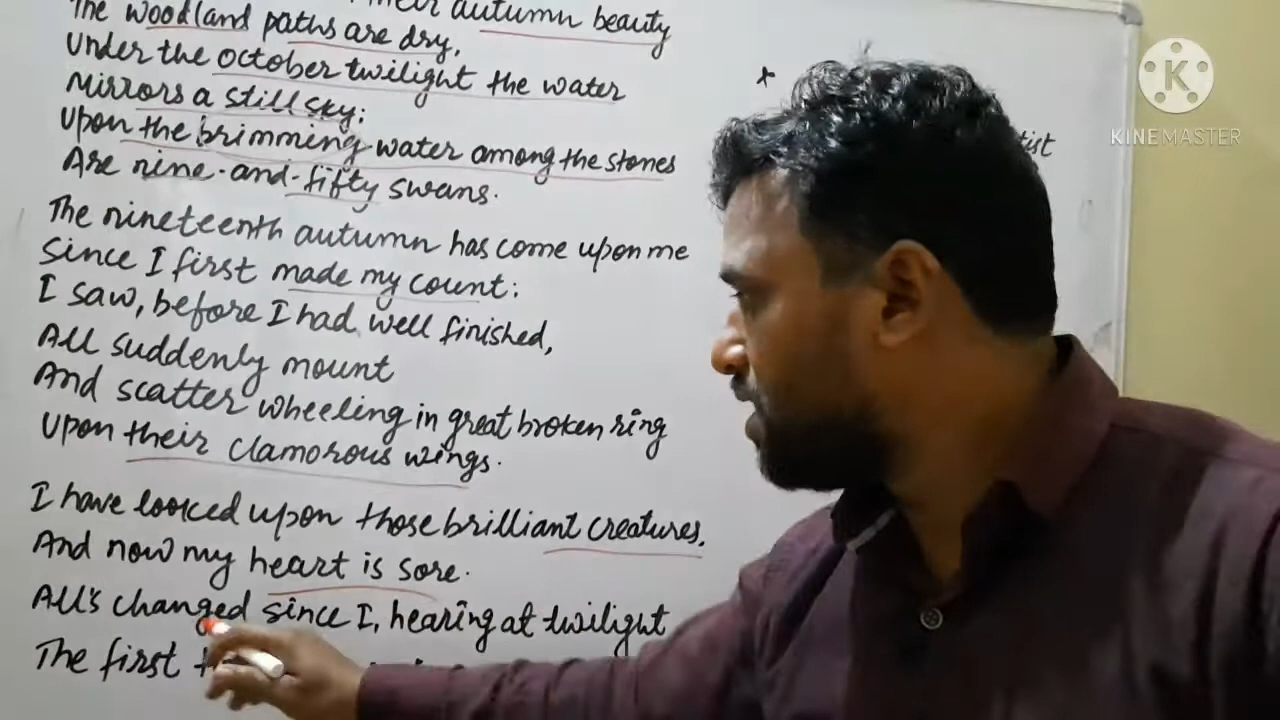 their autumn beauty
The woodland paths are dry,
Under the october twilight the water
Mirrors a still sky:
Upon the brimming water among the stones
Are nine-and-fifty swans.
The nineteenth autumn has come upon me
Since I first made my count:
I saw, before I had well finished,
All suddenly mount
And scatter wheeling in great broken ring
Upon their clamorous wings.
I have looked upon those brilliant creatures.
And now my heart is sore.
All's changed since I, hearing at twilight
The first
K
KINEMASTER